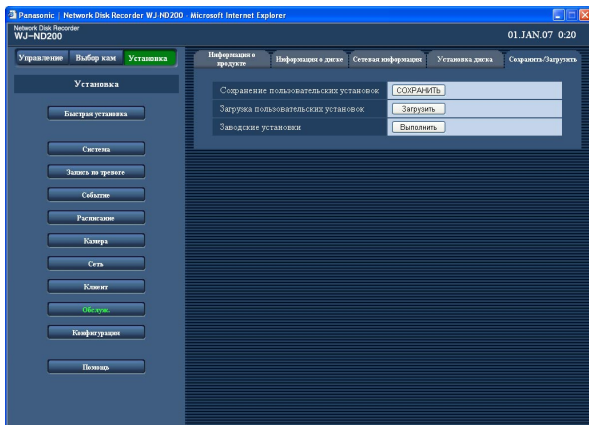 Panasonic | Network Disk Recorder WJ-ND200 - Microsoft Internet Explorer
Network Disk Recorder
WJ-ND200
01.JAN.07 0:20
Управление Выбор кам Установка
Информация о продукте
Информация о диске
Сетевая информация
Установка диска
Сохранить/Загрузить
Установка
Быстрая установка
Система
Запись по тревоге
Событие
Расписание
Камера
Сеть
Клиент
Обслуж.
Конфигурации
Помощь
Сохранение пользовательских установок СОХРАНИТЬ
Загрузка пользовательских установок Загрузить
Заводские установки Выполнить